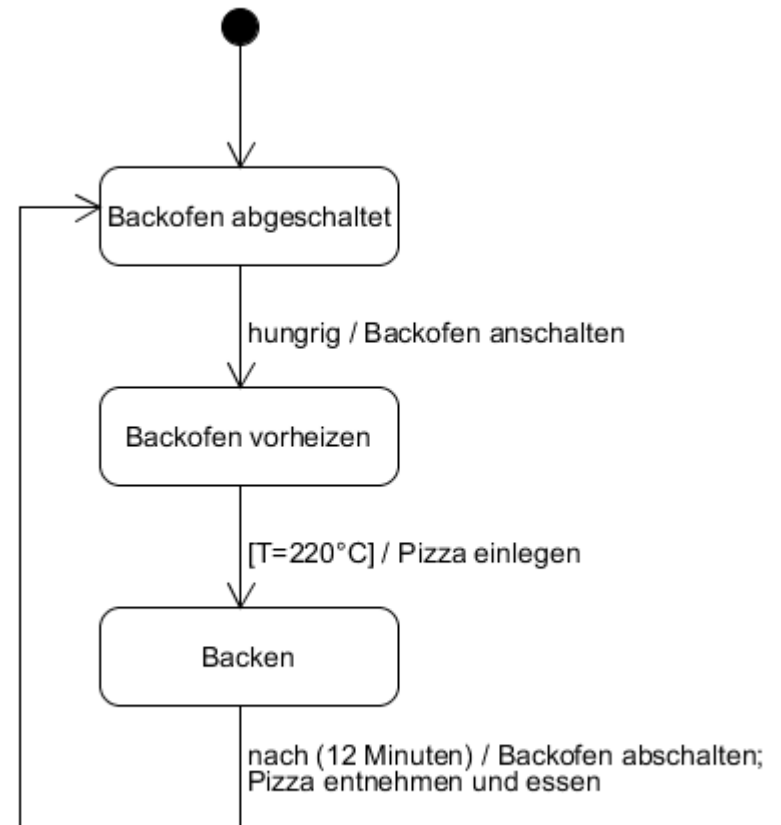 Backofen abgeschaltet
hungrig / Backofen anschalten
Backofen vorheizen
[T=220°C] / Pizza einlegen
Backen
nach (12 Minuten) / Backofen abschalten;
Pizza entnehmen und essen